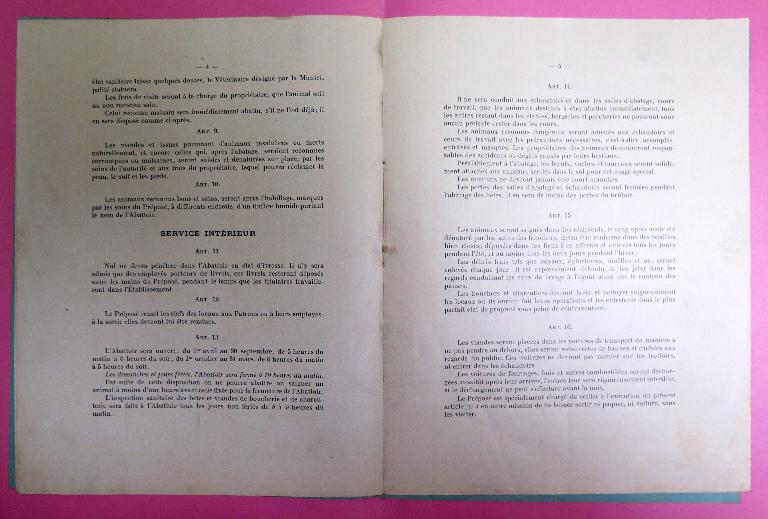 — 4 —
état sanitaire laisse quelques doutes, le Vétérinaire désigné par la Munici-
palité statuera.
Les frais de visite seront à la charge du propriétaire, que l'animal soit
ou non reconnu sain.
Celui reconnu malsain sera immédiatement abattu, s'il ne l'est déjà; il
en sera disposé comme ci-après.
ART. 9.
Les viandes et issues provenant d'animaux insalubres ou morts
naturellement, et encore celles qui, après l'abatage, seraient reconnues
corrompues ou malsaines, seront saisies et dénaturées sur place, par les
soins de l'autorité et aux frais du propriétaire, lequel pourra réclamer la
peau, le suif et les pieds.
ART. 10.
Les animaux reconnus bons et sains, seront après l'habillage, marqués
par les soins du Préposé, à différents endroits, d'un timbre humide portant
le nom de l'Abattoir.
SERVICE INTÉRIEUR
ART. 11
Nul ne devra pénétrer dans l'Abattoir en état d'ivresse. Il n'y sera
admis que des employés porteurs de livrets, ces livrets resteront déposés
entre les mains du Préposé, pendant le temps que les titulaires travaille-
ront dans l'Etablissement
ART. 12
Le Préposé remet les clefs des locaux aux Patrons ou à leurs employés,
à la sortie elles devront lui être rendues.
ART. 13
L'Abattoir sera ouvert: du 1er avril au 30 septembre, de 5 heures du
matin à 6 heures du soir; du 1er octobre au 31 mars, de 6 heures du matin
à 5 heures du soir.
Les dimanches et jours fériés, l'Abattoir sera fermé à 10 heures du matin.
Par suite de cette disposition on ne pourra abattre ou saigner un
animal à moins d'une heure avant celle fixée pour la fermeture de l'Abattoir.
L'inspection sanitaire des bêtes et viandes de boucherie et de charcu-
terie sera faite à l'Abattoir tous les jours non fériés de 8 à 9 heures du
matin.
— 5 —
ART. 14.
Il ne sera conduit aux échaudoirs et dans les salles d'abatage, cours
de travail, que les animaux destinés à être abattus immédiatement, tous
les autres restant dans les étables, bergeries et porcheries ne pourront sous
aucun prétexte rester dans les cours.
Les animaux reconnus dangereux seront amenés aux échaudoirs et
cours de travail avec les précautions nécessaires, c'est-à-dire accouplés,
entravés et masqués. Les propriétaires des animaux demeureront respon-
sables des accidents ou dégâts causés par leurs bestiaux.
Préalablement à l'abatage, les bœufs, vaches et taureaux seront solide-
ment attachés aux anneaux scellés dans le sol pour cet usage spécial.
Les moutons ne devront jamais être court manchés.
Les portes des salles d'abatage et échaudoirs seront fermées pendant
l'abatage des bêtes, il en sera de même des portes du brûloir.
ART. 15
Les animaux seront saignés dans des récipients, le sang après avoir été
dénaturé par les soins des bouchers, devra être renfermé dans des futailles
bien closes, déposées dans les lieux à ce affectés et enlevés tous les jours
pendant l'été, et au moins tous les deux jours pendant l'hiver.
Les débris frais tels que boyaux, épluchures, onailles et os, seront
enlevés chaque jour. Il est expressément défendu de les jeter dans les
regards conduisant les eaux de lavage à l'égout ainsi que le contenu des
panses.
Les bouchers et charcutiers devront laver et nettoyer soigneusement
les locaux où ils auront fait leurs opérations et les entretenir dans le plus
parfait état de propreté sous peine de contravention.
ART. 16.
Les viandes seront placées dans les voitures de transport de manière à
ne pas pendre au dehors, elles seront recouvertes de bannes et cachées aux
regards du public. Ces voitures ne devront pas monter sur les trottoirs,
ni entrer dans les échaudoirs
Les voitures de fourrages, bois et autres combustibles seront déchar-
gées aussitôt après leur arrivée, l'entrée leur sera rigoureusement interdite,
si le déchargement ne peut s'effectuer avant la nuit.
Le Préposé est spécialement chargé de veiller à l'exécution du présent
article; il a en outre mission de ne laisser sortir ni paquet, ni voiture, sans
les visiter.